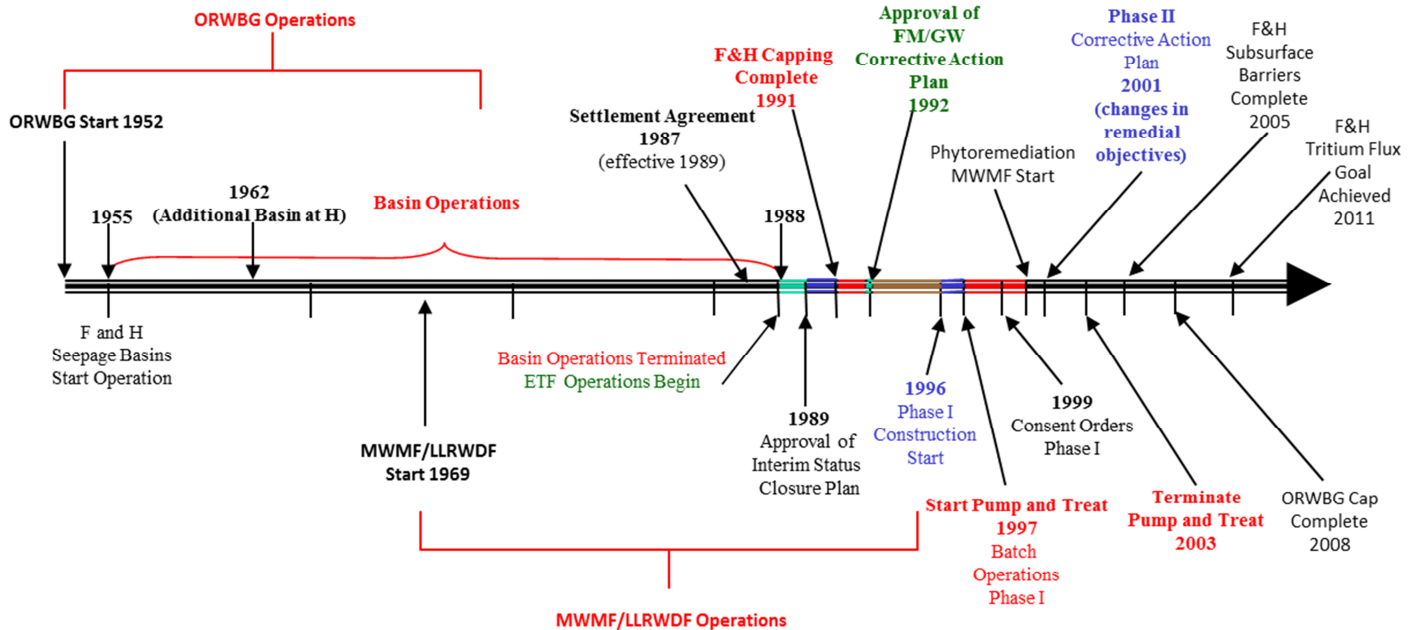 ORWBG Operations
ORWBG Start 1952
1955
1962
(Additional Basin at H)
Basin Operations
Settlement Agreement
1987
(effective 1989)
1988
F&H Capping
Complete
1991
Approval of
FM/GW
Corrective Action
Plan
1992
Phytoremediation
MWMF Start
Phase II
Corrective Action
Plan
2001
(changes in
remedial
objectives)
F&H
Subsurface
Barriers
Complete
2005
F&H
Tritium Flux
Goal
Achieved
2011
F and H
Seepage Basins
Start Operation
MWMF/LLRWDF
Start 1969
Basin Operations Terminated
ETF Operations Begin
1989
Approval of
Interim Status
Closure Plan
1996
Phase I
Construction
Start
Start Pump and Treat
1997
Batch
Operations
Phase I
1999
Consent Orders
Phase I
Terminate
Pump and Treat
2003
ORWBG Cap
Complete
2008
MWMF/LLRWDF Operations